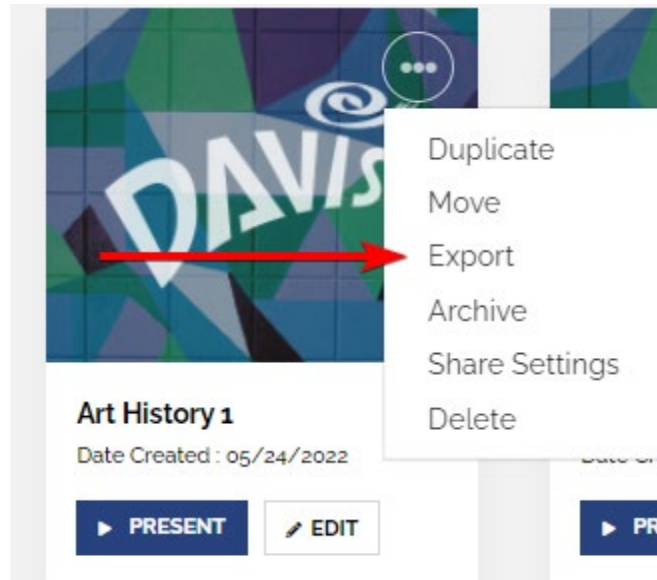 DAVIS
Duplicate
Move
Export
Archive
Share Settings
Delete
Art History 1
Date Created : 05/24/2022
PRESENT
EDIT